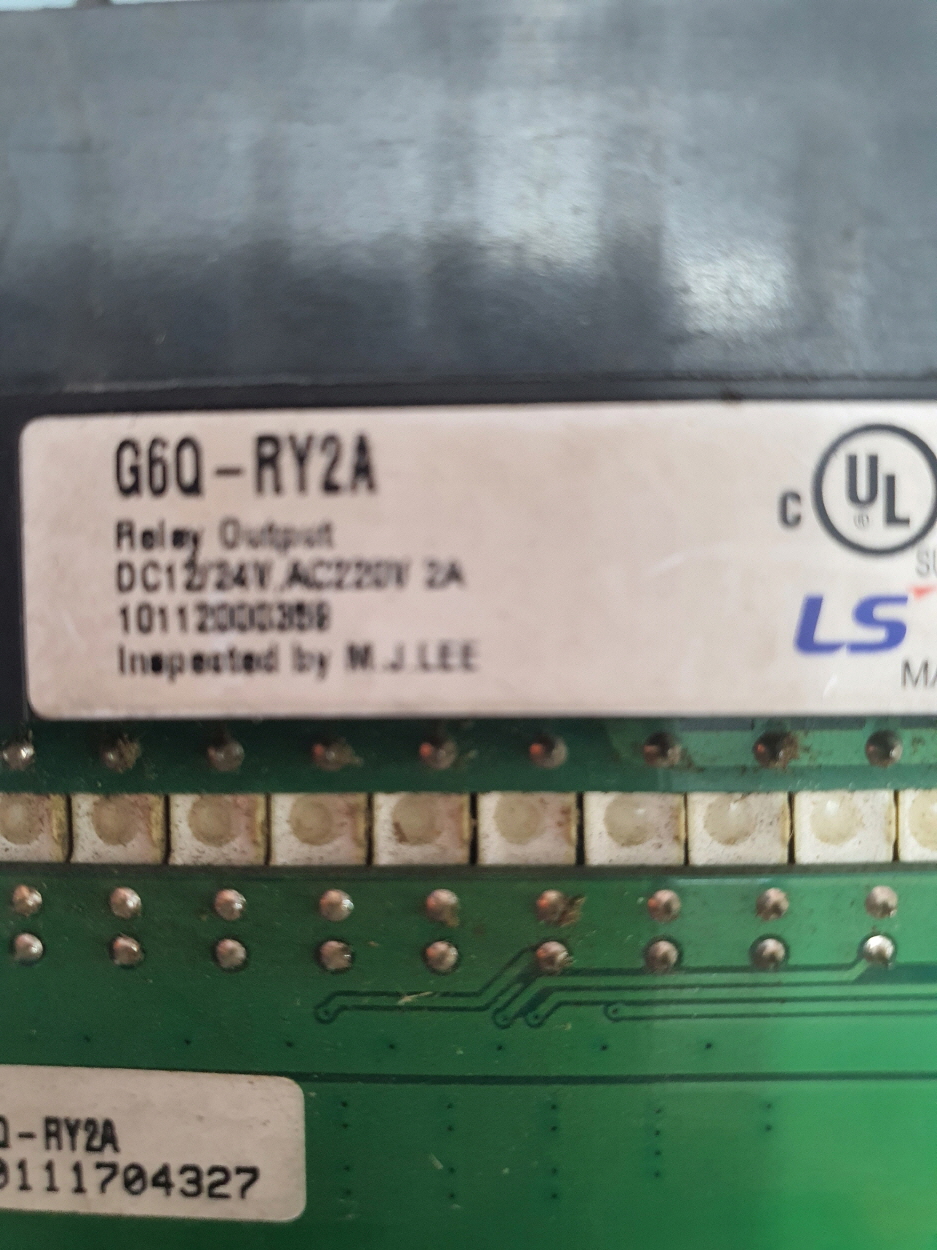 G6Q-RY2A
Relay Output
DC12/24V, AC220V 2A
Inspected by M.J.LEE
C UL
LS
Q-RY2A
0111704327